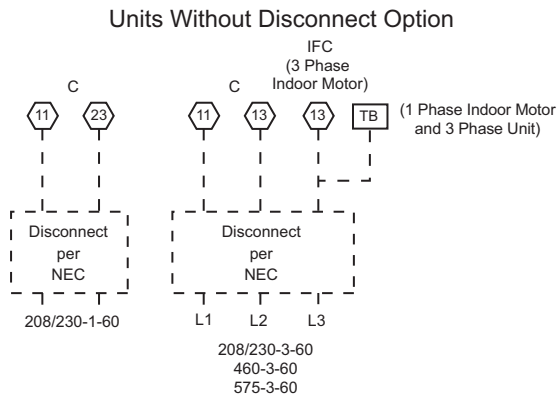 Units Without Disconnect Option
IFC
(3 Phase
Indoor Motor)
C
C
11
23
11
13
13
TB
(1 Phase Indoor Motor
and 3 Phase Unit)
Disconnect
per
NEC
Disconnect
per
NEC
208/230-1-60
L1
L2
L3
208/230-3-60
460-3-60
575-3-60